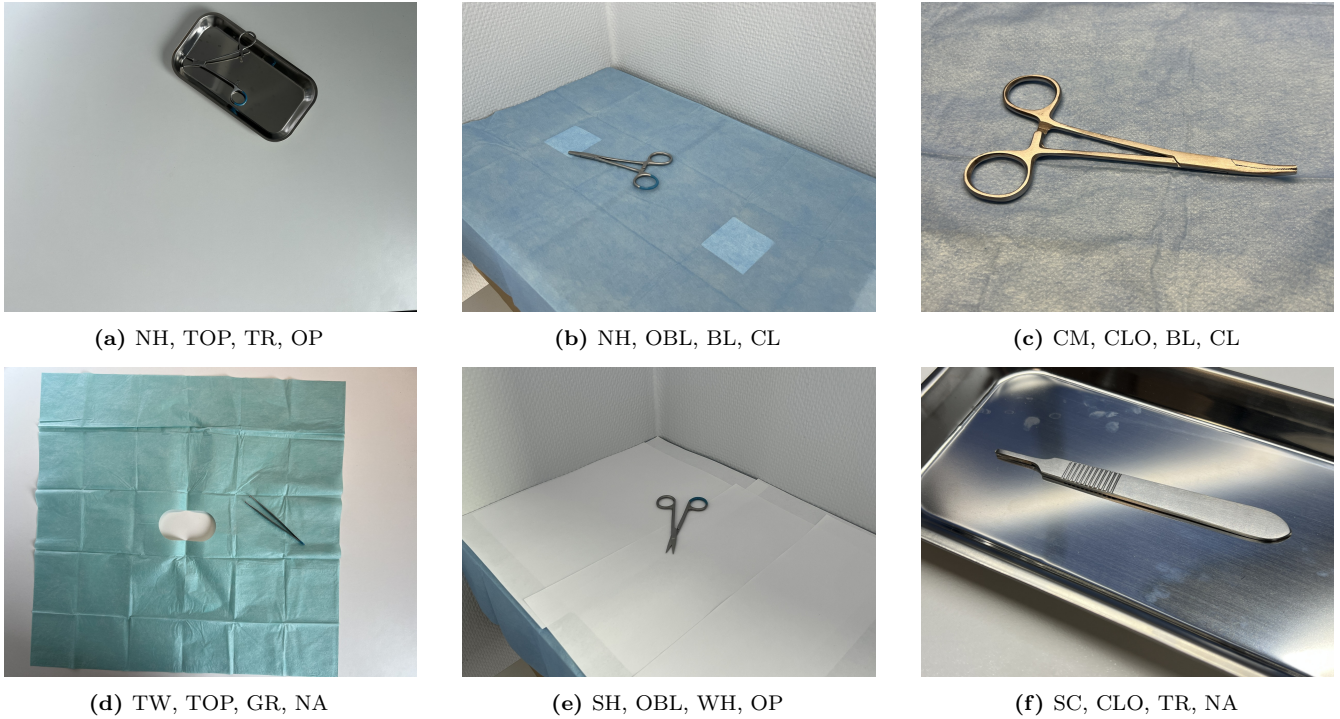 (a) NH, TOP, TR, OP
(b) NH, OBL, BL, CL
(c) CM, CLO, BL, CL
(d) TW, TOP, GR, NA
(e) SH, OBL, WH, OP
(f) SC, CLO, TR, NA